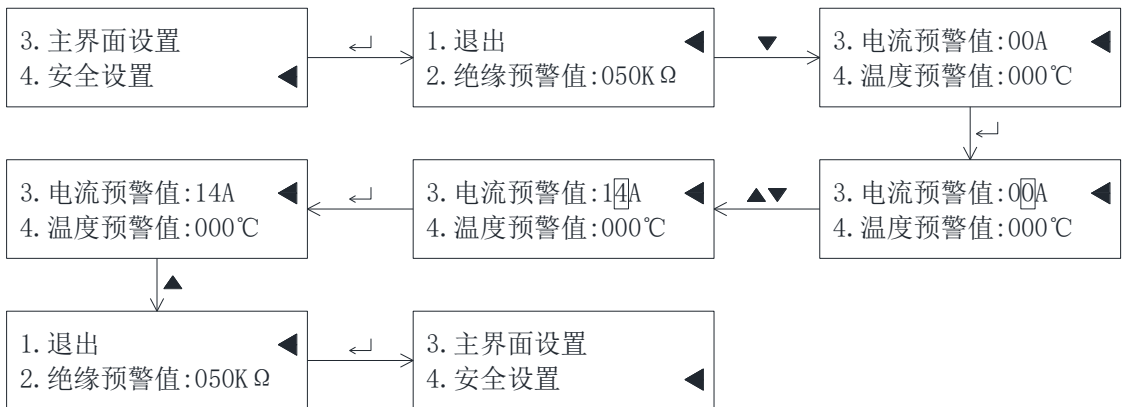 3.主界面设置
4.安全设置 ◀
↵
1.退出 ◀
2.绝缘预警值:050KΩ
▼
3.电流预警值:00A ◀
4.温度预警值:000℃
↵
3.电流预警值:00A ◀
4.温度预警值:000℃
▲▼
3.电流预警值:14A ◀
4.温度预警值:000℃
↵
3.电流预警值:14A ◀
4.温度预警值:000℃
▲
1.退出 ◀
2.绝缘预警值:050KΩ
↵
3.主界面设置
4.安全设置 ◀